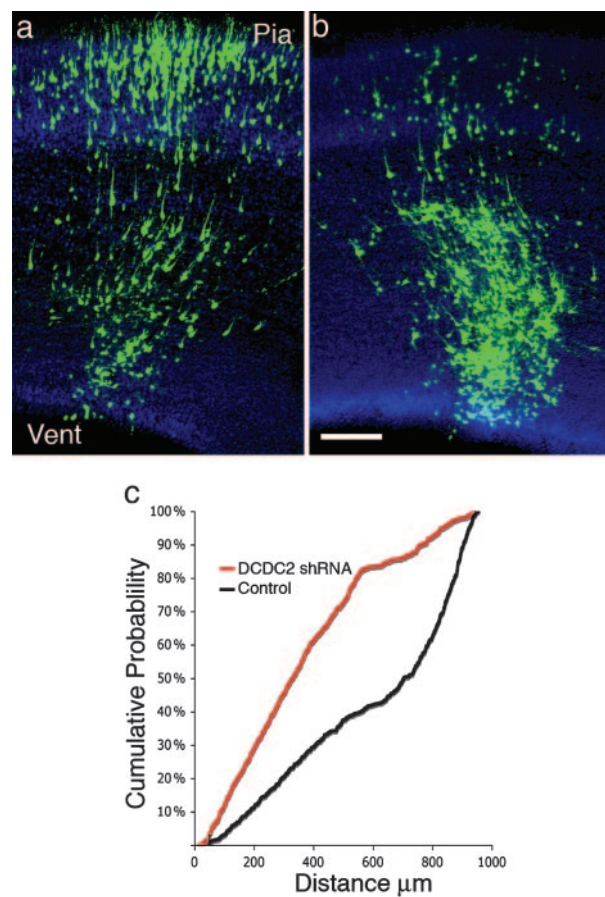 a
Pia
b
Vent
c
100%
90%
80%
70%
60%
50%
40%
30%
20%
10%
DCDC2 shRNA
Control
Cumulative Probablility
0
200
400
600
800
1000
Distance μm